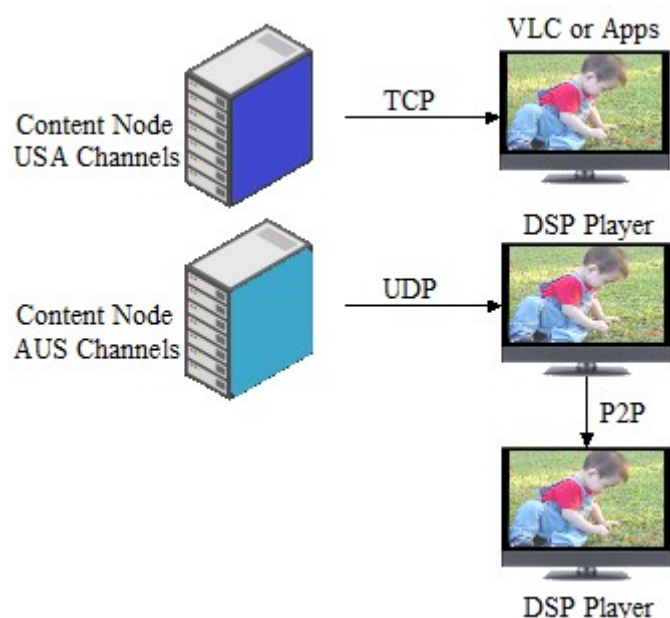 VLC or Apps
TCP
Content Node
USA Channels
DSP Player
UDP
Content Node
AUS Channels
P2P
DSP Player